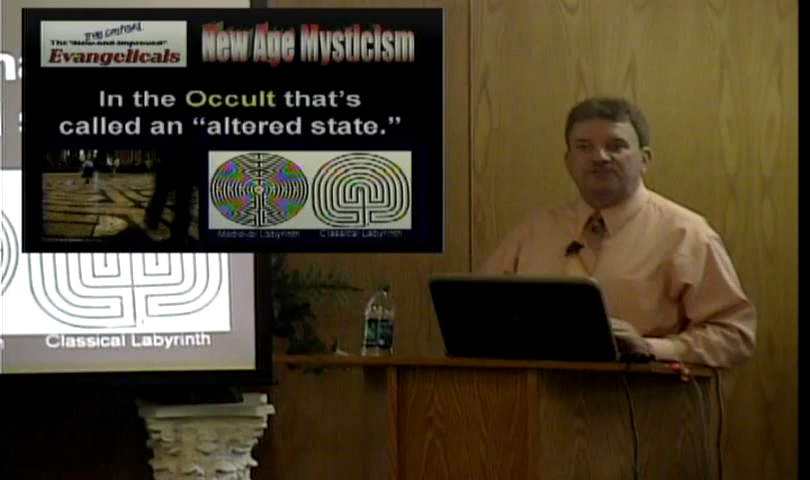 The "New-and-Improved"
Evangelicals
New Age Mysticism
In the Occult that's
called an “altered state.”
Medieval Labyrinth Classical Labyrinth
Classical Labyrinth